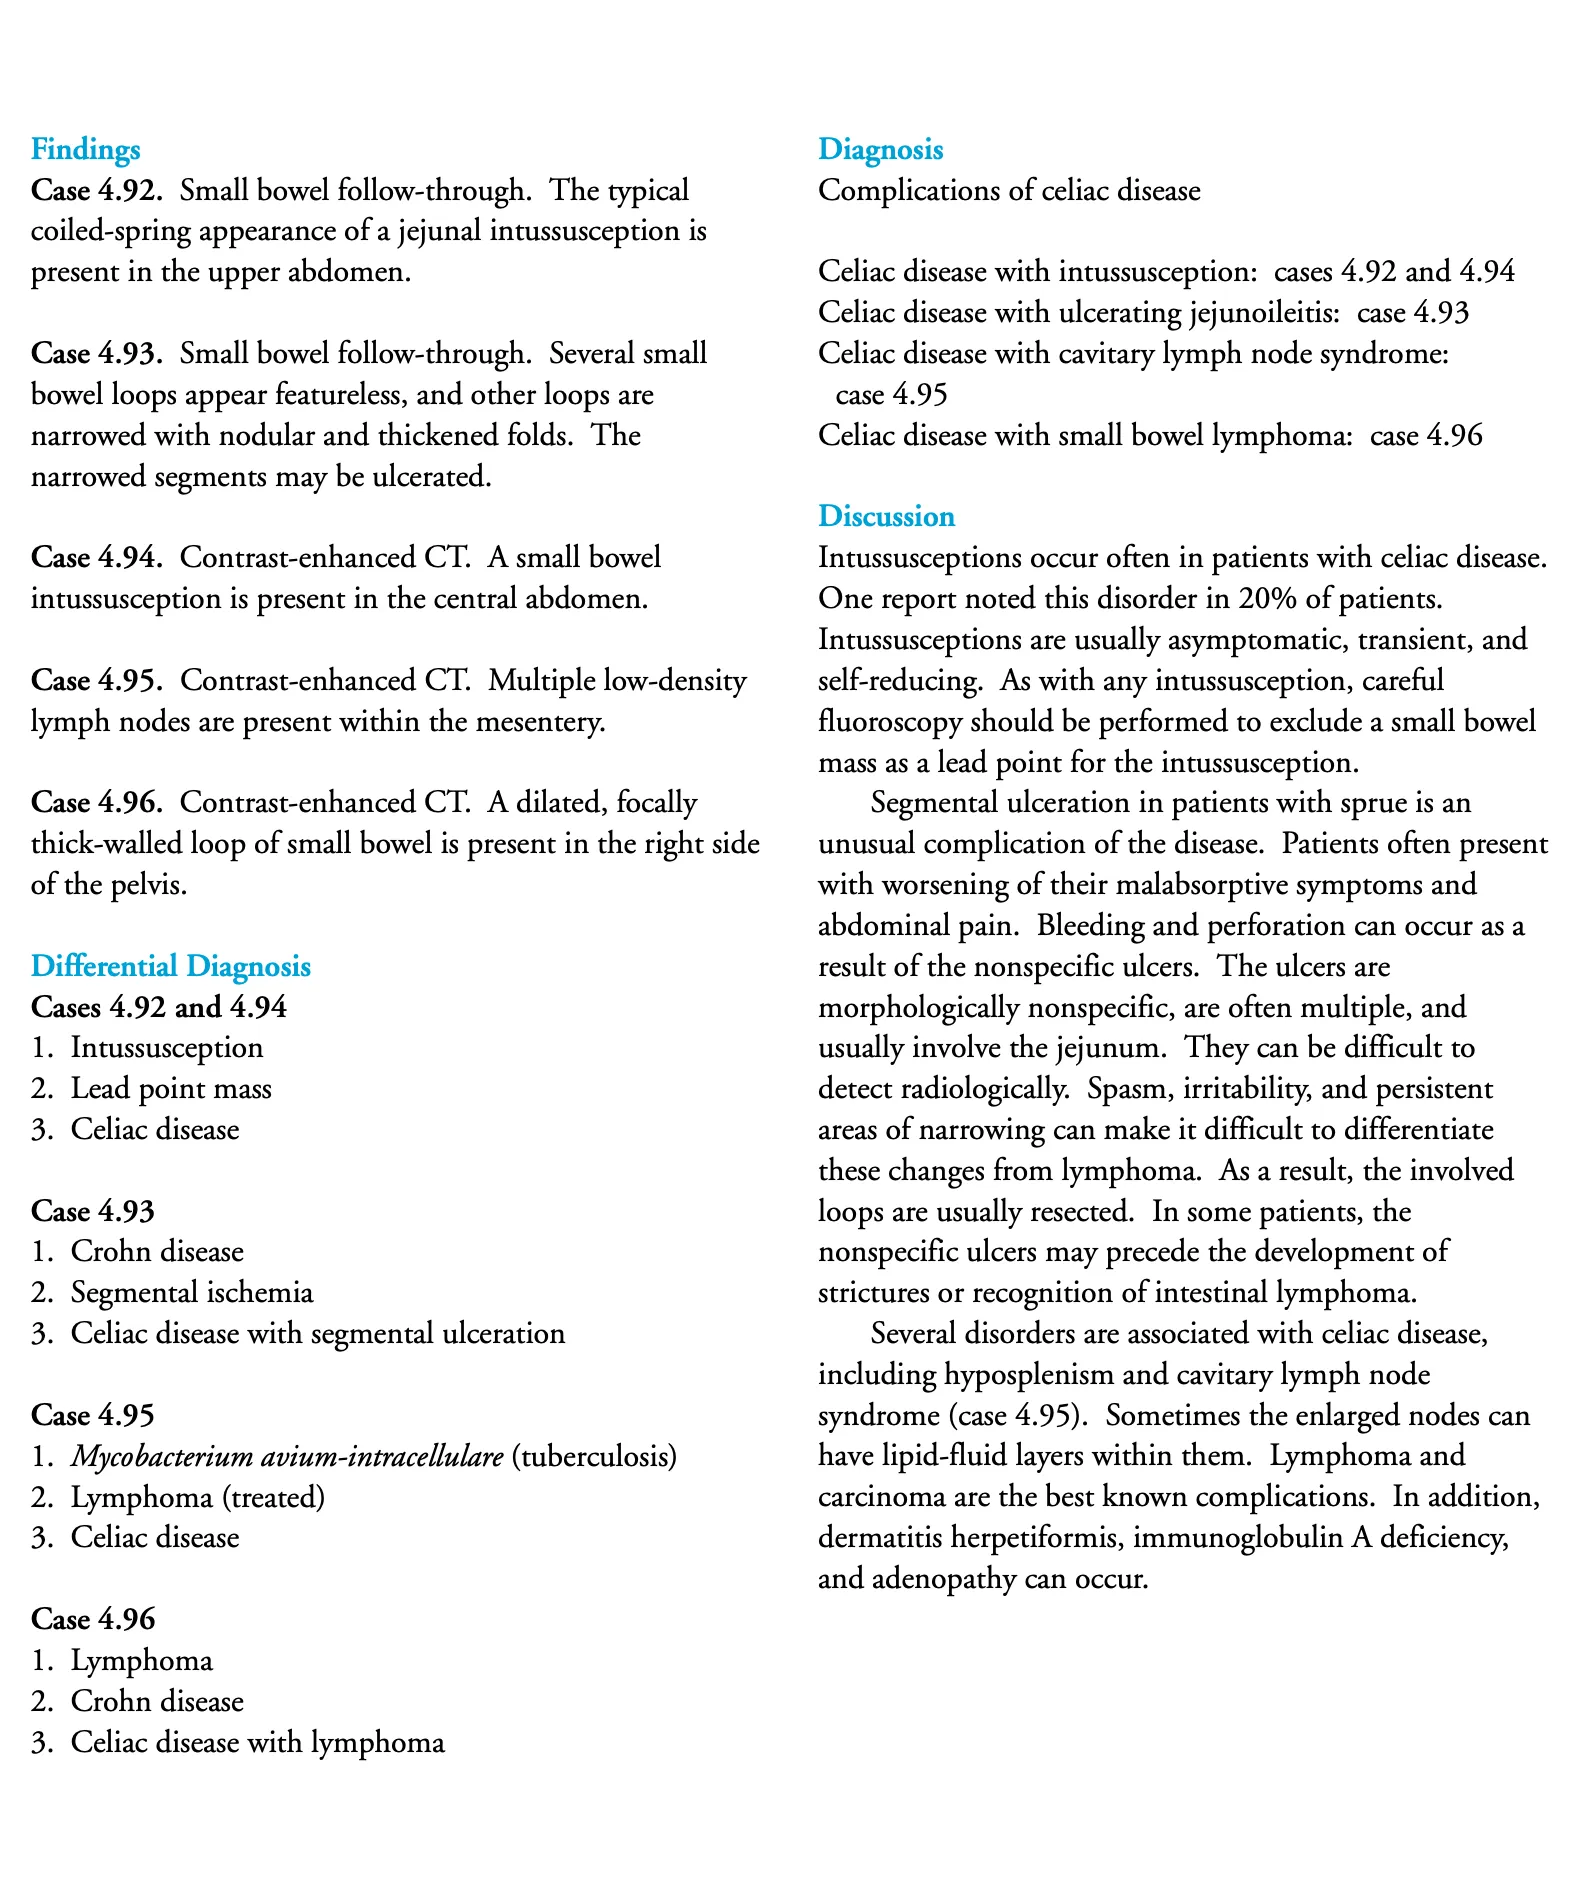 Findings
Case 4.92.  Small bowel follow-through.  The typical
coiled-spring appearance of a jejunal intussusception is
present in the upper abdomen.
Case 4.93.  Small bowel follow-through.  Several small
bowel loops appear featureless, and other loops are
narrowed with nodular and thickened folds.  The
narrowed segments may be ulcerated.
Case 4.94.  Contrast-enhanced CT.  A small bowel
intussusception is present in the central abdomen.
Case 4.95.  Contrast-enhanced CT.  Multiple low-density
lymph nodes are present within the mesentery.
Case 4.96.  Contrast-enhanced CT.  A dilated, focally
thick-walled loop of small bowel is present in the right side
of the pelvis.
Differential Diagnosis
Cases 4.92 and 4.94
1.  Intussusception
2.  Lead point mass
3.  Celiac disease
Case 4.93
1.  Crohn disease
2.  Segmental ischemia
3.  Celiac disease with segmental ulceration
Case 4.95
1.  Mycobacterium avium-intracellulare (tuberculosis)
2.  Lymphoma (treated)
3.  Celiac disease
Case 4.96
1.  Lymphoma
2.  Crohn disease
3.  Celiac disease with lymphoma
Diagnosis
Complications of celiac disease
Celiac disease with intussusception:  cases 4.92 and 4.94
Celiac disease with ulcerating jejunoileitis:  case 4.93
Celiac disease with cavitary lymph node syndrome:
case 4.95
Celiac disease with small bowel lymphoma:  case 4.96
Discussion
Intussusceptions occur often in patients with celiac disease.
One report noted this disorder in 20% of patients.
Intussusceptions are usually asymptomatic, transient, and
self-reducing.  As with any intussusception, careful
fluoroscopy should be performed to exclude a small bowel
mass as a lead point for the intussusception.
Segmental ulceration in patients with sprue is an
unusual complication of the disease.  Patients often present
with worsening of their malabsorptive symptoms and
abdominal pain.  Bleeding and perforation can occur as a
result of the nonspecific ulcers.  The ulcers are
morphologically nonspecific, are often multiple, and
usually involve the jejunum.  They can be difficult to
detect radiologically.  Spasm, irritability, and persistent
areas of narrowing can make it difficult to differentiate
these changes from lymphoma.  As a result, the involved
loops are usually resected.  In some patients, the
nonspecific ulcers may precede the development of
strictures or recognition of intestinal lymphoma.
Several disorders are associated with celiac disease,
including hyposplenism and cavitary lymph node
syndrome (case 4.95).  Sometimes the enlarged nodes can
have lipid-fluid layers within them.  Lymphoma and
carcinoma are the best known complications.  In addition,
dermatitis herpetiformis, immunoglobulin A deficiency,
and adenopathy can occur.